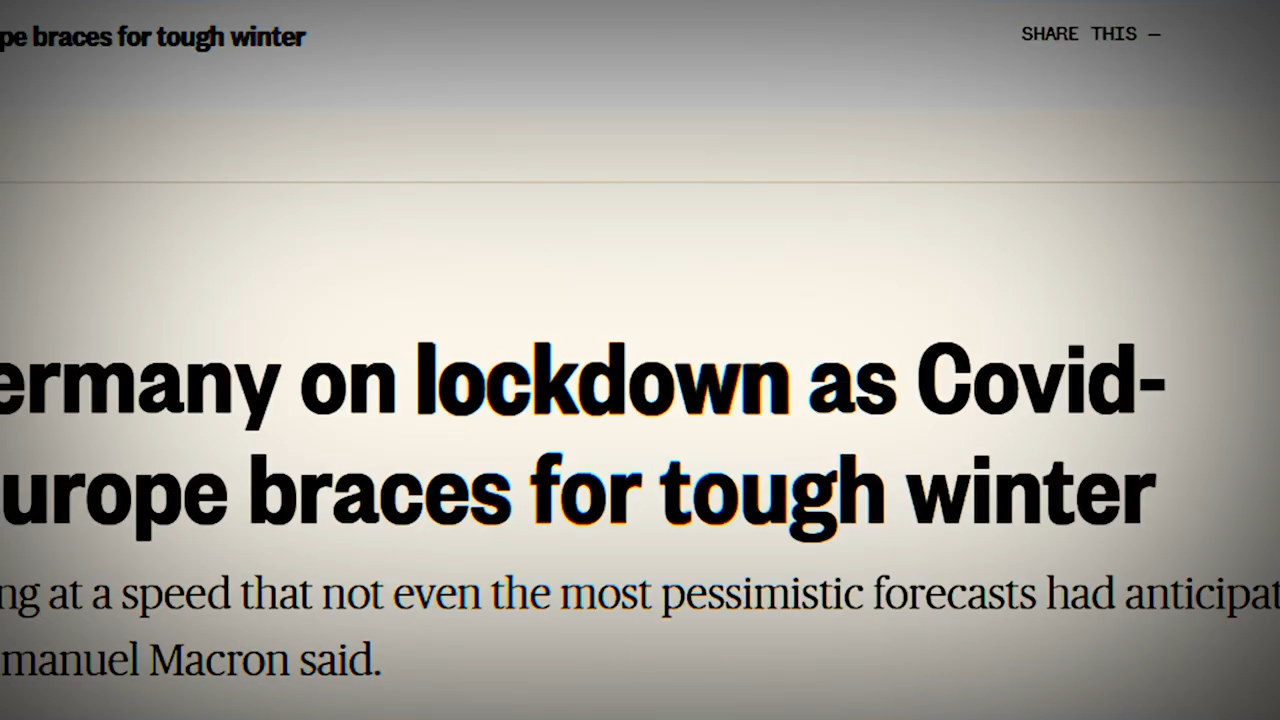 pe braces for tough winter
SHARE THIS —
ermany on lockdown as Covid-
urope braces for tough winter
ng at a speed that not even the most pessimistic forecasts had anticipat
manuel Macron said.